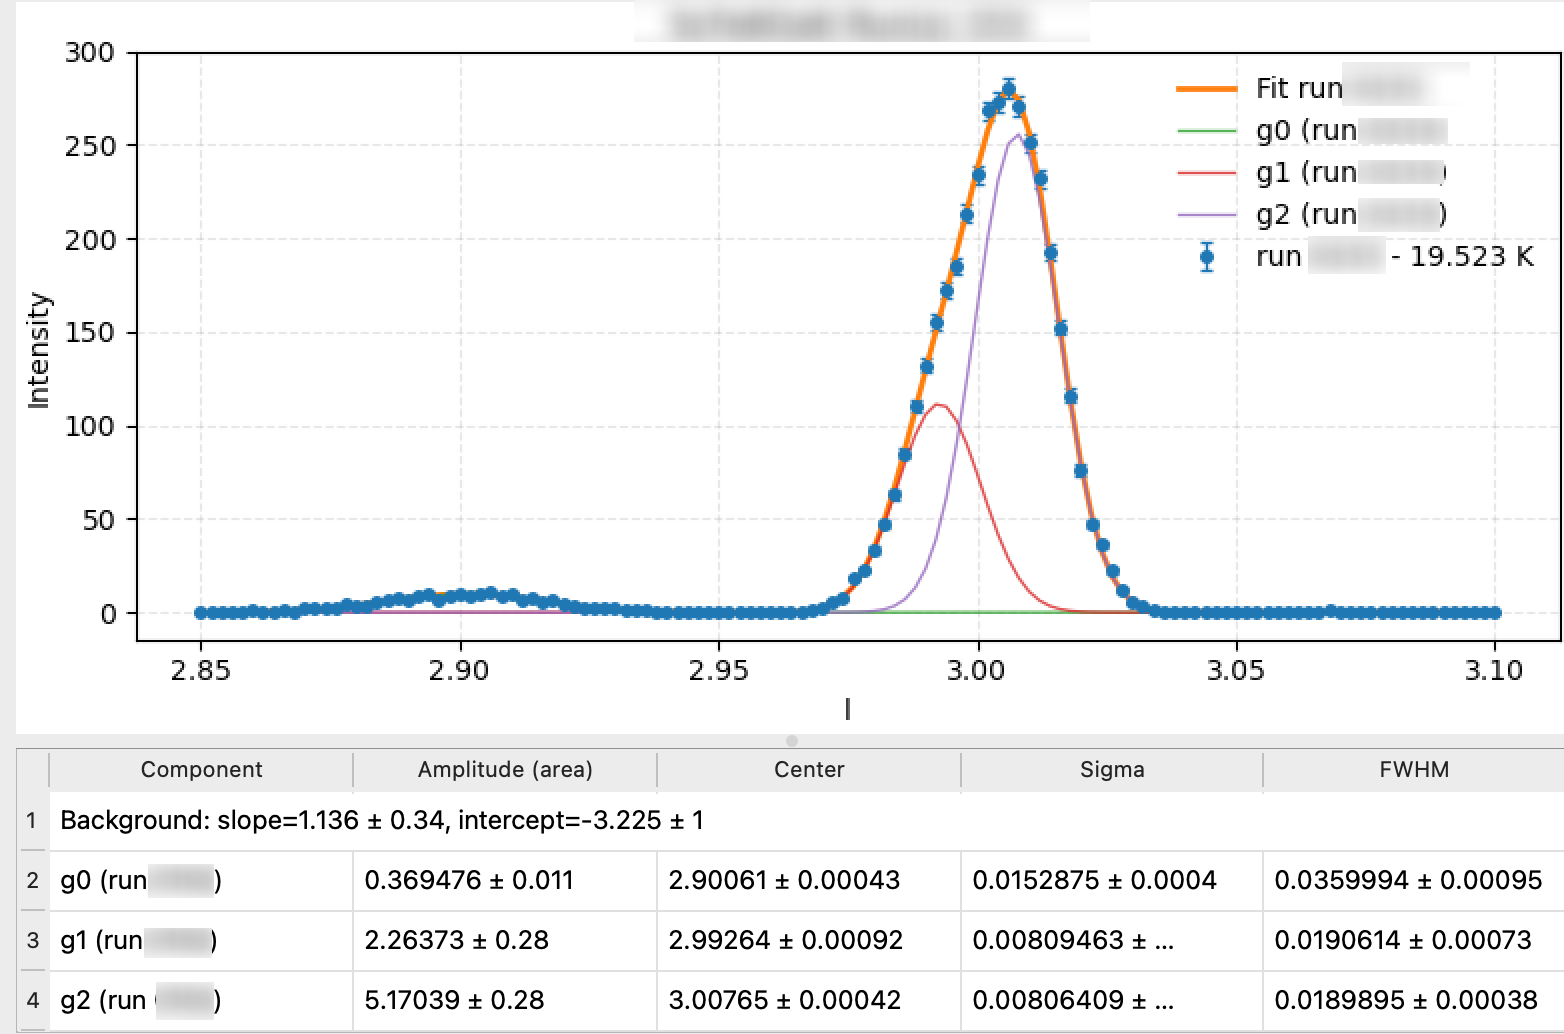 300
Fit run
g0 (run
250
g1 (run )
g2 (run )
200
run - 19.523 K
Intensity
150
100
50
0
2.85 2.90 2.95 3.00 3.05 3.10
l
Component Amplitude (area) Center Sigma FWHM
1 Background: slope=1.136 ± 0.34, intercept=-3.225 ± 1
2 g0 (run ) 0.369476 ± 0.011 2.90061 ± 0.00043 0.0152875 ± 0.0004 0.0359994 ± 0.00095
3 g1 (run ) 2.26373 ± 0.28 2.99264 ± 0.00092 0.00809463 ± ... 0.0190614 ± 0.00073
4 g2 (run ) 5.17039 ± 0.28 3.00765 ± 0.00042 0.00806409 ± ... 0.0189895 ± 0.00038